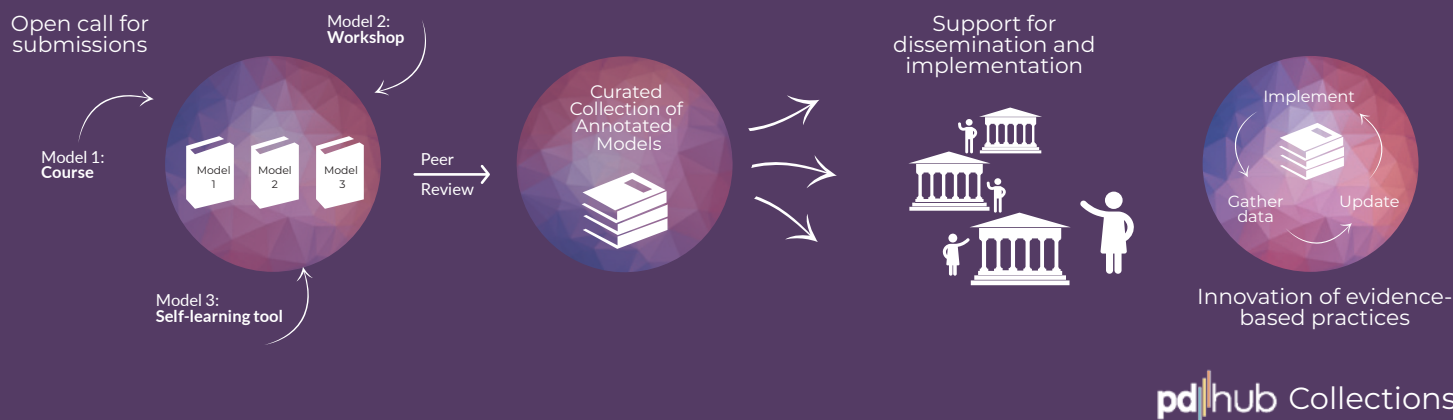 Open call for
submissions
Model 1:
Course
Model 2:
Workshop
Model
1
Model
2
Model
3
Model 3:
Self-learning tool
Peer
Review
Curated
Collection of
Annotated
Models
Support for
dissemination and
implementation
Implement
Gather
data
Update
Innovation of evidence-
based practices
pd hub Collections